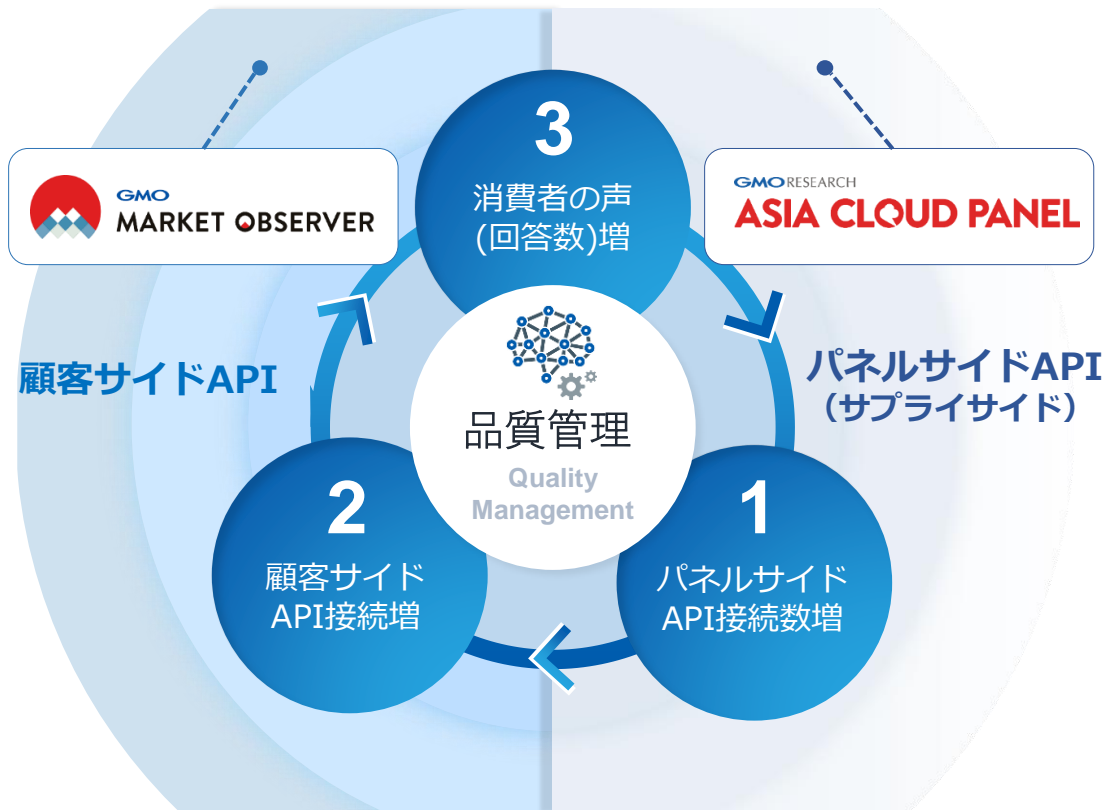 3
消費者の声
(回答数)増
GMO
MARKET OBSERVER
GMO RESEARCH
ASIA CLOUD PANEL
顧客サイドAPI
パネルサイドAPI
（サプライサイド）
品質管理
Quality
Management
2
顧客サイド
API接続増
1
パネルサイド
API接続数増